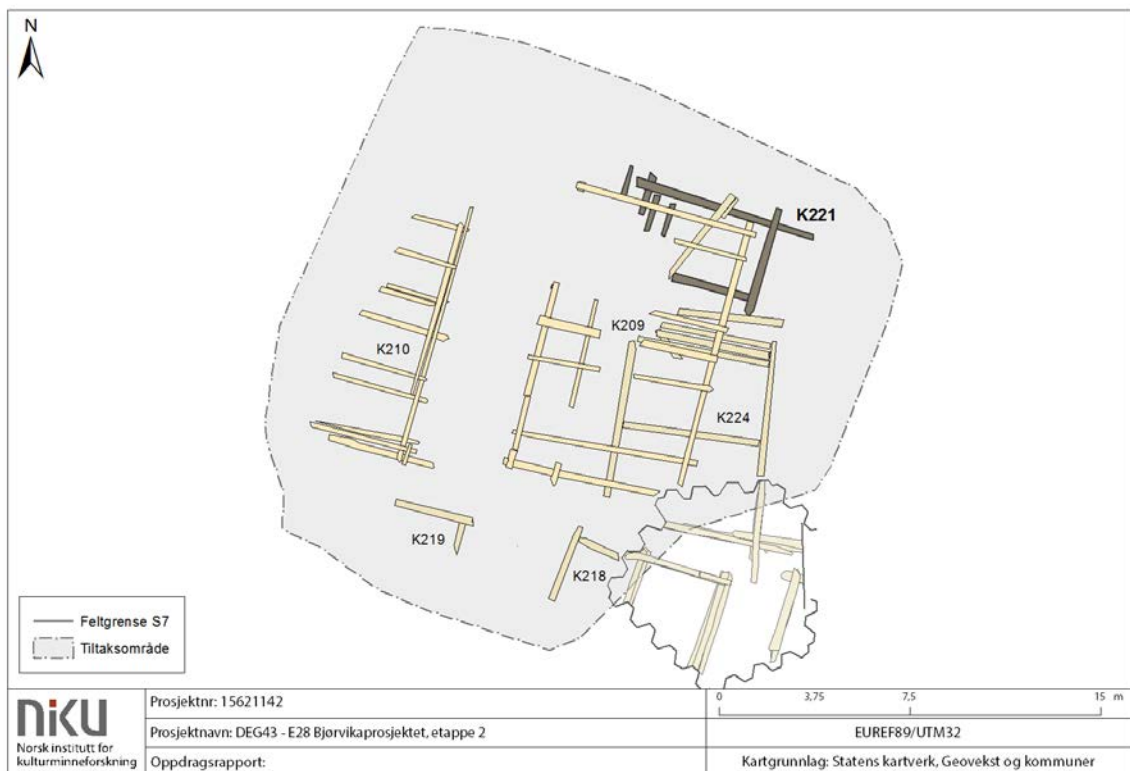 N
K221
K209
K210
K224
K219
K218
Feltgrense S7
Tiltaksområde
niku
Norsk institutt for
kulturminneforskning
Prosjektnr: 15621142
Prosjektnavn: DEG43 - E28 Bjørvikaprosjektet, etappe 2
Oppdragsrapport:
0 3,75 7,5 15 m
EUREF89/UTM32
Kartgrunnlag: Statens kartverk, Geovekst og kommuner